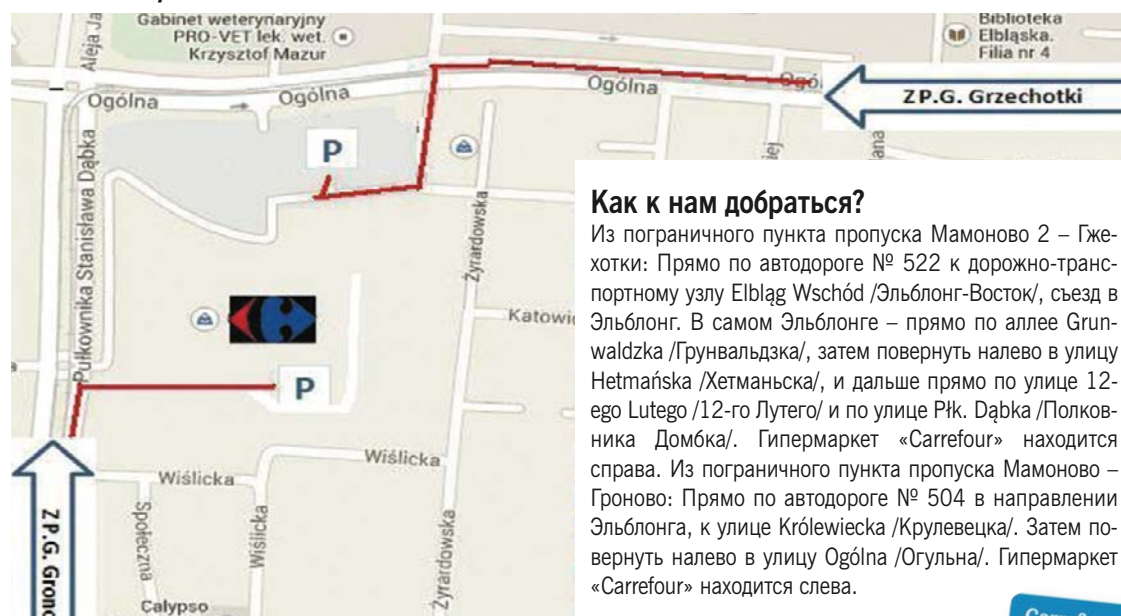 Gabinet weterynaryjny
PRO-VET lek. wet.
Krzysztof Mazur
Biblioteka
Elbląska.
Filia nr 4
Aleja Ja
Ogólna
Ogólna
Ogólna
Ogól
Z P.G. Grzechotki
P
Pułkownika Stanisława Dąbka
Żyrardowska
Katowi
P
Wiślicka
Wiślicka
Wiślicka
Społeczna
Żyrardowska
Calypso
Z P.G. Grono
Как к нам добраться?
Из пограничного пункта пропуска Мамоново 2 – Гже-
хотки: Прямо по автодороге № 522 к дорожно-транс-
портному узлу Elbląg Wschód /Эльблонг-Восток/, съезд в
Эльблонг. В самом Эльблонге – прямо по аллее Grun-
waldzka /Грунвальдзка/, затем повернуть налево в улицу
Hetmańska /Хетманьска/, и дальше прямо по улице 12-
ego Lutego /12-го Лутего/ и по улице Płk. Dąbka /Полков-
ника Домбка/. Гипермаркет «Carrefour» находится
справа. Из пограничного пункта пропуска Мамоново –
Гроново: Прямо по автодороге № 504 в направлении
Эльблонга, к улице Królewiecka /Крулевецка/. Затем по-
вернуть налево в улицу Ogólna /Огульна/. Гипермаркет
«Carrefour» находится слева.